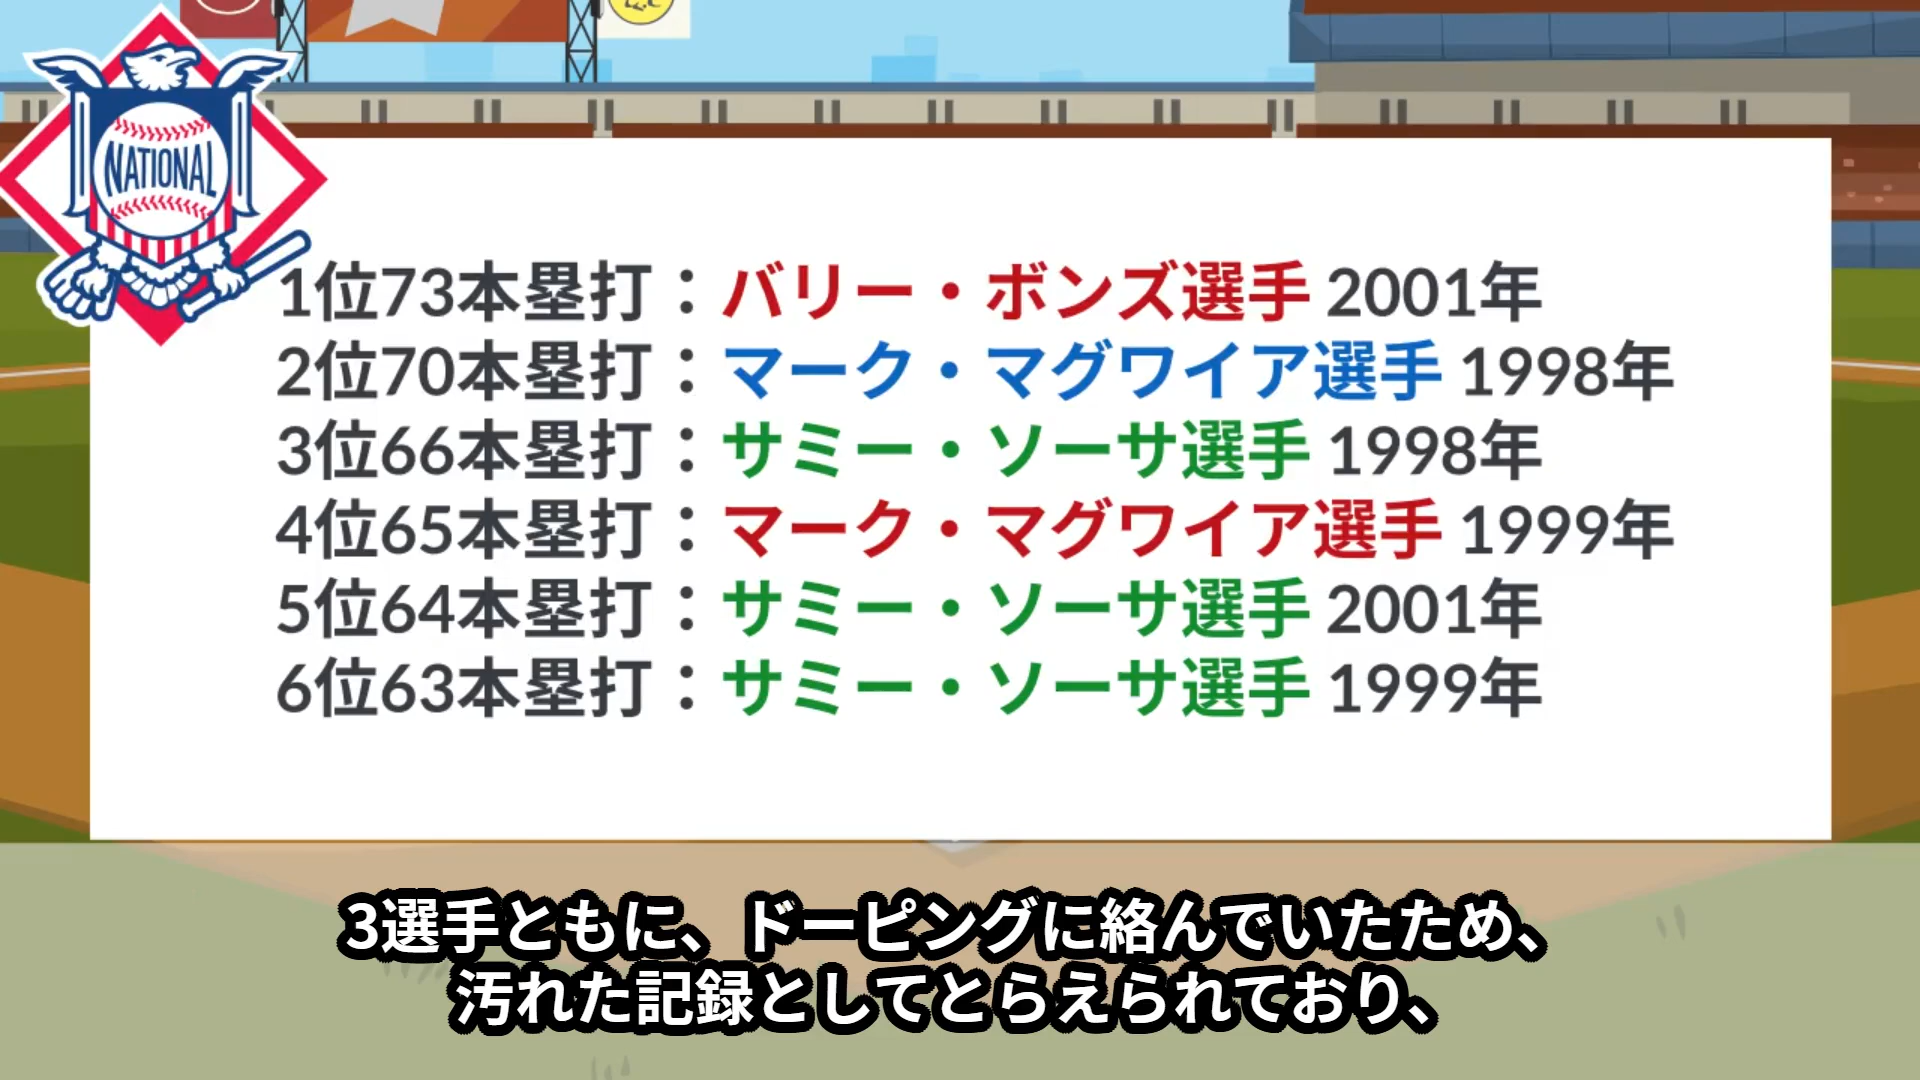 NATIONAL
1位73本塁打：バリー・ボンズ選手 2001年
2位70本塁打：マーク・マグワイア選手 1998年
3位66本塁打：サミー・ソーサ選手 1998年
4位65本塁打：マーク・マグワイア選手 1999年
5位64本塁打：サミー・ソーサ選手 2001年
6位63本塁打：サミー・ソーサ選手 1999年
3選手ともに、ドーピングに絡んでいたため、
汚れた記録としてとらえられており、